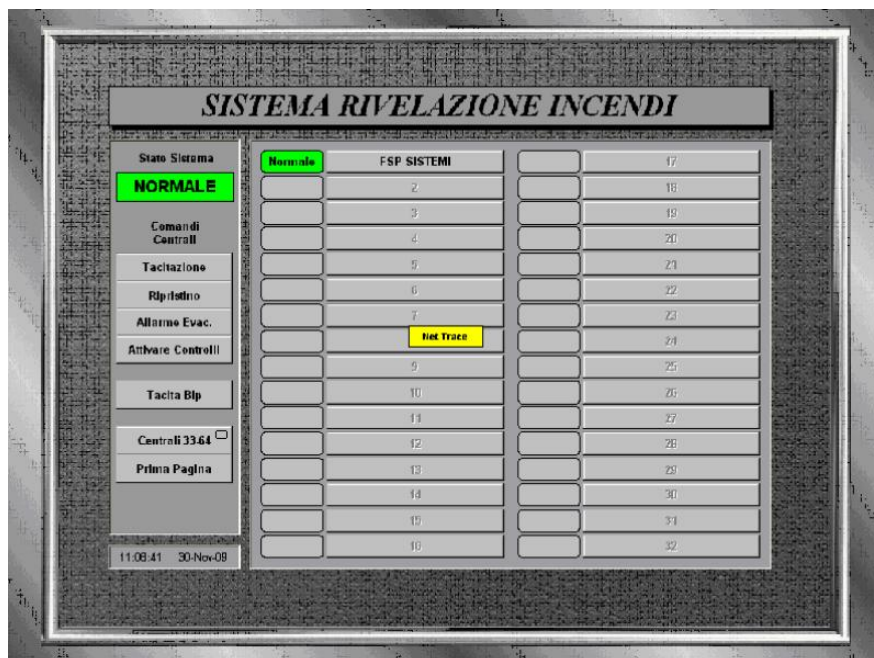 SISTEMA RIVELAZIONE INCENDI
Stato Sistema
NORMALE
Comandi
Centrali
Tacitazione
Ripristino
Allarme Evac.
Attivare Controlli
Tacita Bip
Centrali 33-64
Prima Pagina
11:08:41 30-Nov-09
Normale FSP SISTEMI
2
3
4
5
6
7
Net Trace
9
10
11
12
13
14
15
16
17
18
19
20
21
22
23
24
25
26
27
28
29
30
31
32